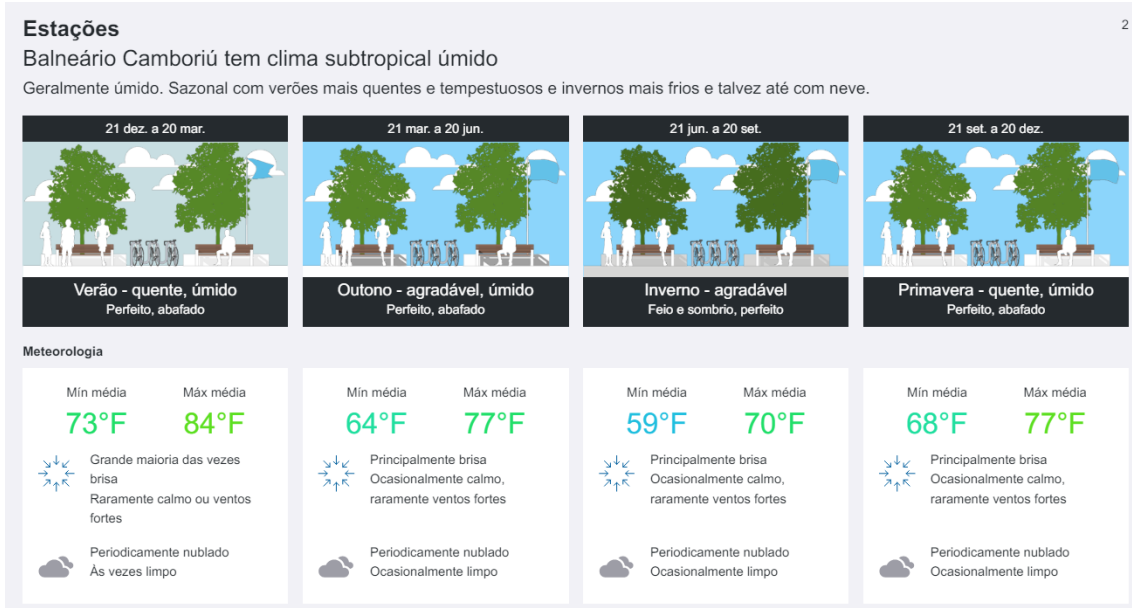 Estações
2
Balneário Camboriú tem clima subtropical úmido
Geralmente úmido. Sazonal com verões mais quentes e tempestuosos e invernos mais frios e talvez até com neve.
21 dez. a 20 mar.
Verão - quente, úmido
Perfeito, abafado
21 mar. a 20 jun.
Outono - agradável, úmido
Perfeito, abafado
21 jun. a 20 set.
Inverno - agradável
Feio e sombrio, perfeito
21 set. a 20 dez.
Primavera - quente, úmido
Perfeito, abafado
Meteorologia
Mín média Máx média
73°F 84°F
Grande maioria das vezes
brisa
Raramente calmo ou ventos
fortes
Periodicamente nublado
Às vezes limpo
Mín média Máx média
64°F 77°F
Principalmente brisa
Ocasionalmente calmo,
raramente ventos fortes
Periodicamente nublado
Ocasionalmente limpo
Mín média Máx média
59°F 70°F
Principalmente brisa
Ocasionalmente calmo,
raramente ventos fortes
Periodicamente nublado
Ocasionalmente limpo
Mín média Máx média
68°F 77°F
Principalmente brisa
Ocasionalmente calmo,
raramente ventos fortes
Periodicamente nublado
Ocasionalmente limpo